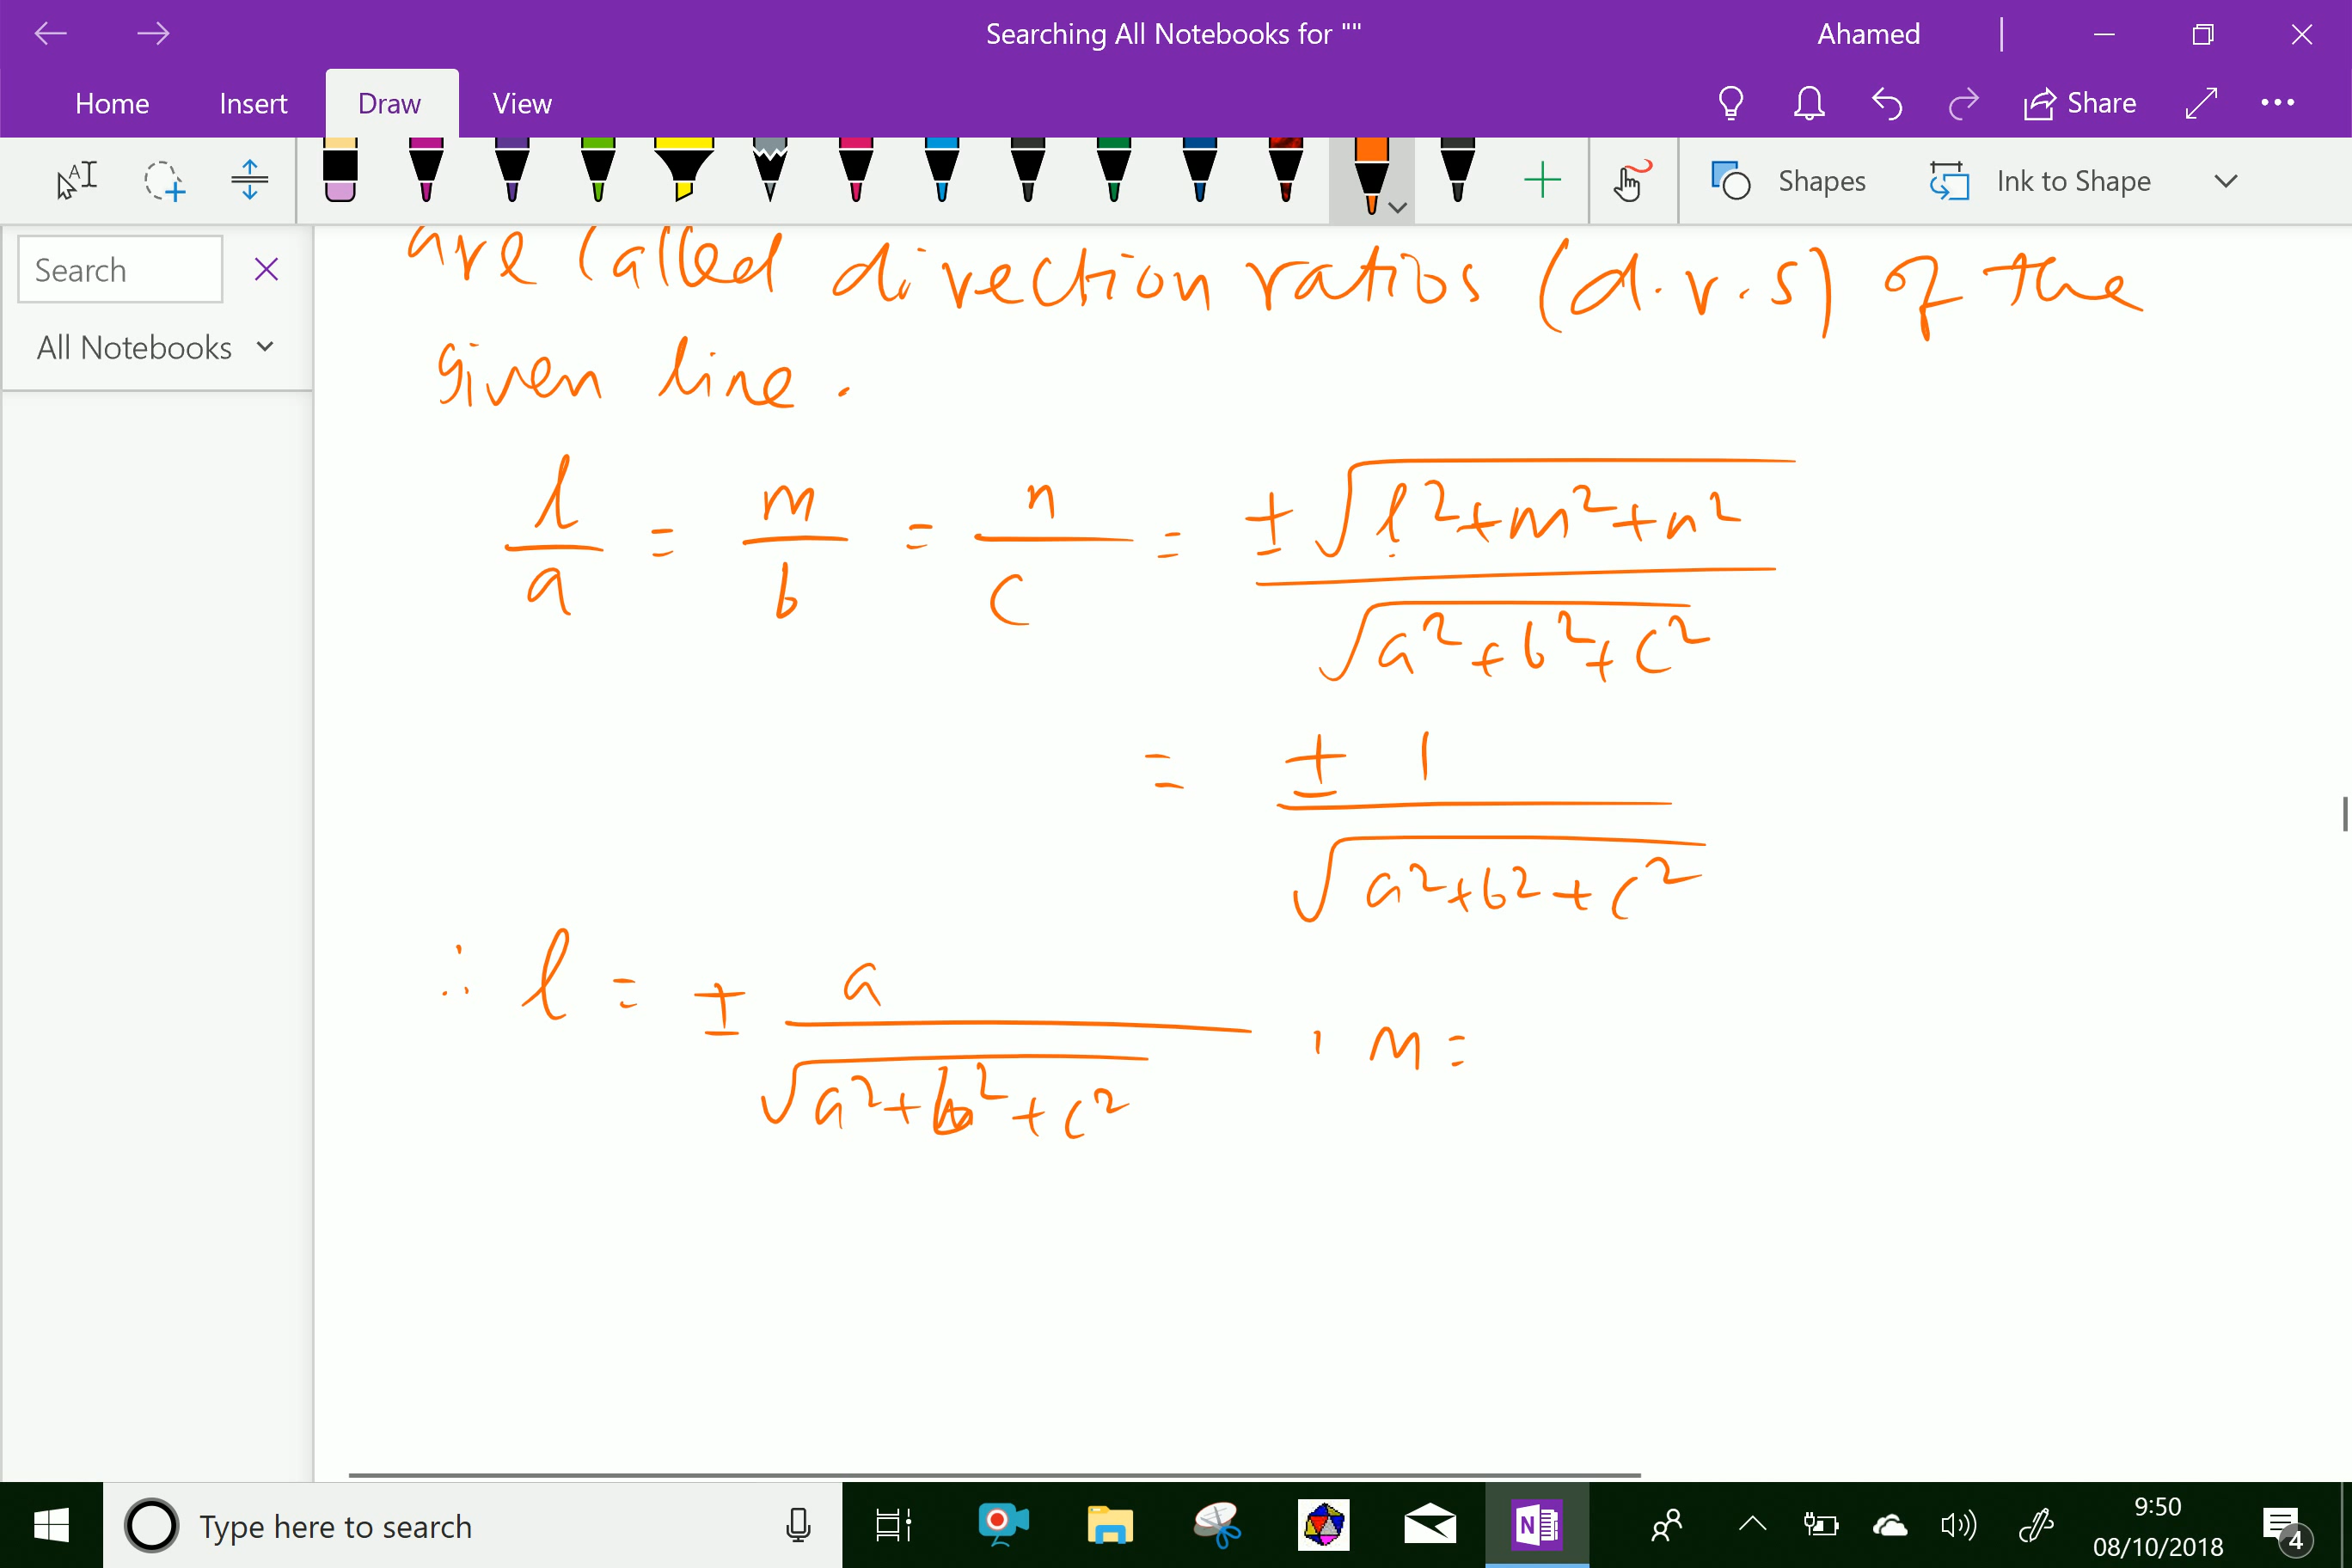 Searching All Notebooks for "" Ahamed
Home Insert Draw View Share
Shapes Ink to Shape
Search
All Notebooks
are called direction ratios (d.r.s) of the
given line.
l/a = m/b = n/c = ± √(l²+m²+n²) / √(a²+b²+c²)
= ± 1 / √(a²+b²+c²)
∴ l = ± a / √(a²+b²+c²) , m =
Type here to search
N
9:50
08/10/2018
4